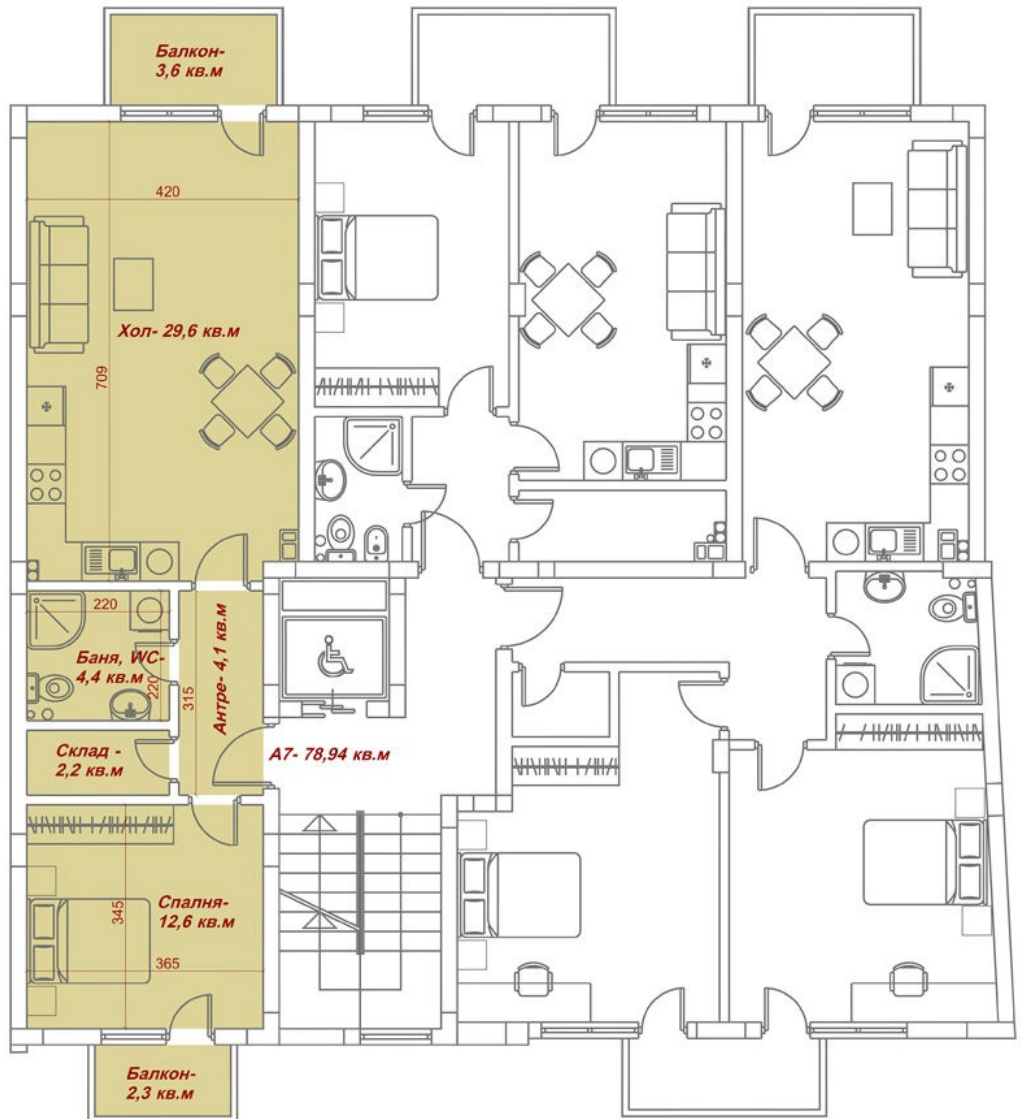 Балкон-
3,6 кв.м
420
Хол- 29,6 кв.м
709
220
Баня, WC-
4,4 кв.м
220
315
Антре- 4,1 кв.м
Склад -
2,2 кв.м
А7- 78,94 кв.м
Спалня-
12,6 кв.м
345
365
Балкон-
2,3 кв.м